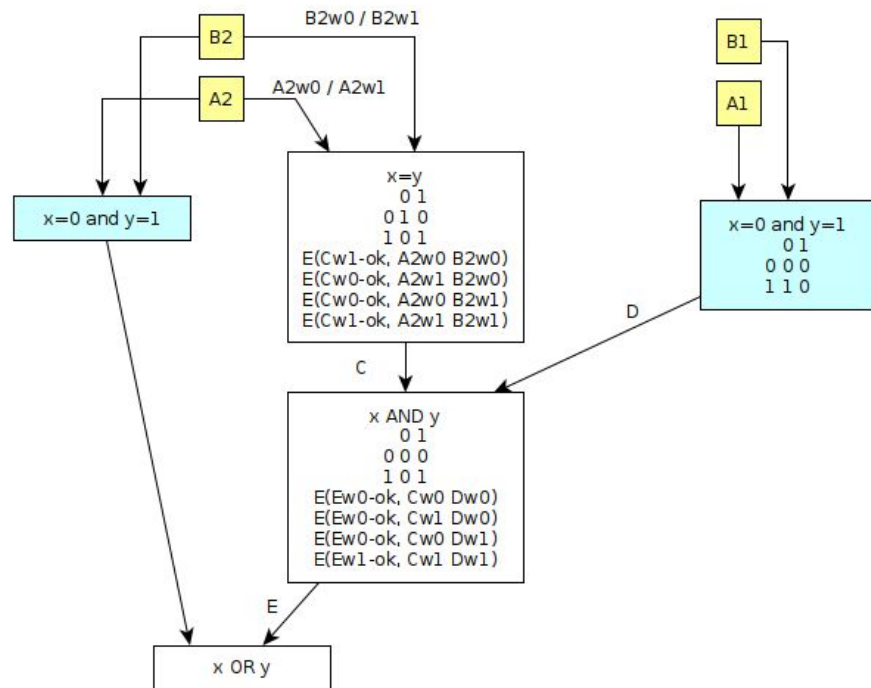 B2w0 / B2w1
B2
A2w0 / A2w1
A2
B1
A1
x=0 and y=1
x=y
0 1
0 1 0
1 0 1
E(Cw1-ok, A2w0 B2w0)
E(Cw0-ok, A2w1 B2w0)
E(Cw0-ok, A2w0 B2w1)
E(Cw1-ok, A2w1 B2w1)
x=0 and y=1
0 1
0 0 0
1 1 0
D
C
x AND y
0 1
0 0 0
1 0 1
E(Ew0-ok, Cw0 Dw0)
E(Ew0-ok, Cw1 Dw0)
E(Ew0-ok, Cw0 Dw1)
E(Ew1-ok, Cw1 Dw1)
E
x OR y